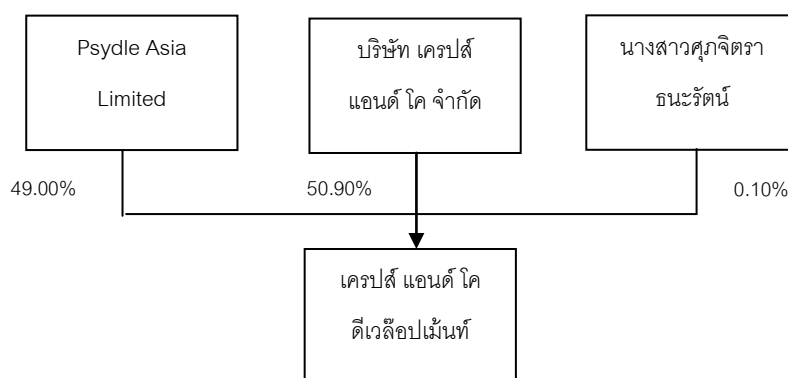 Psydle Asia
Limited
บริษัท เครปส์
แอนด์ โค จำกัด
นางสาวศุภจิตรา
ธนะรัตน์
49.00%
50.90%
0.10%
เครปส์ แอนด์ โค
ดีเวล๊อปเม้นท์